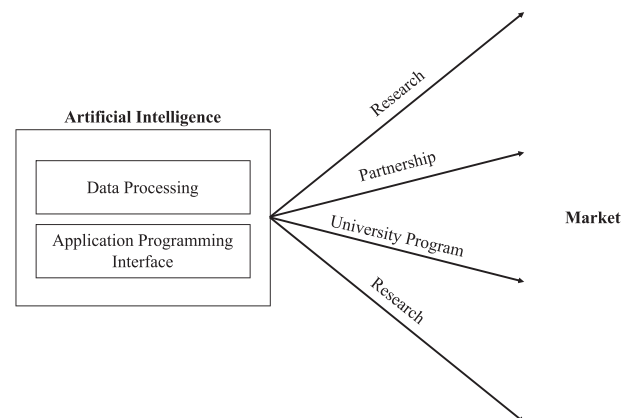 Artificial Intelligence
Data Processing
Application Programming
Interface
Research
Partnership
University Program
Research
Market